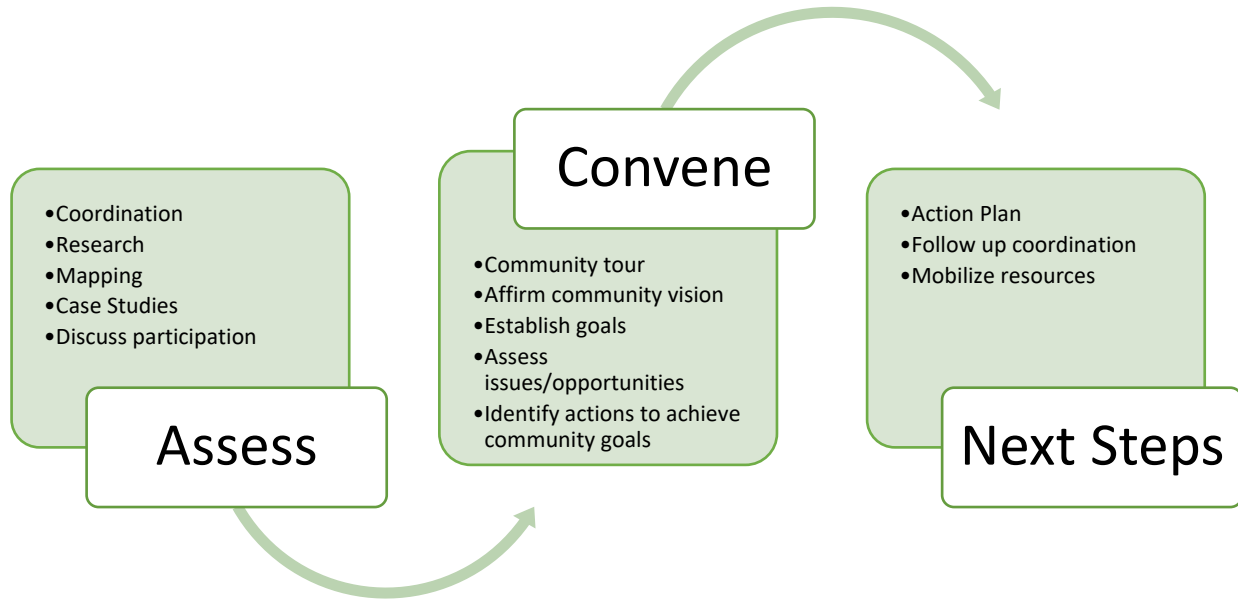 •Coordination
•Research
•Mapping
•Case Studies
•Discuss participation
Assess
Convene
•Community tour
•Affirm community vision
•Establish goals
•Assess
issues/opportunities
•Identify actions to achieve
community goals
•Action Plan
•Follow up coordination
•Mobilize resources
Next Steps